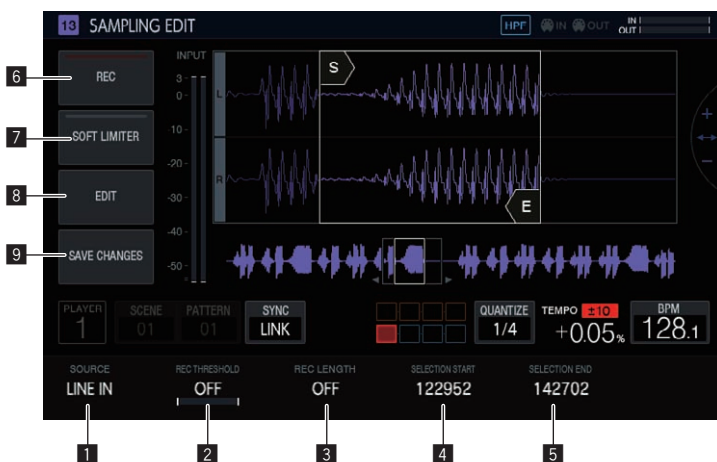 13 SAMPLING EDIT HPF IN OUT IN
OUT
INPUT
6 REC
3
0
L
S
7 SOFT LIMITER
-10
-20
8 EDIT
-30
R
E
-40
9 SAVE CHANGES
-50
PLAYER
1
SCENE
01
PATTERN
01
SYNC
LINK
QUANTIZE
1/4
TEMPO ±10
+0.05%
BPM
128.1
SOURCE
LINE IN
REC THRESHOLD
OFF
REC LENGTH
OFF
SELECTION START
122952
SELECTION END
142702
1 2 3 4 5